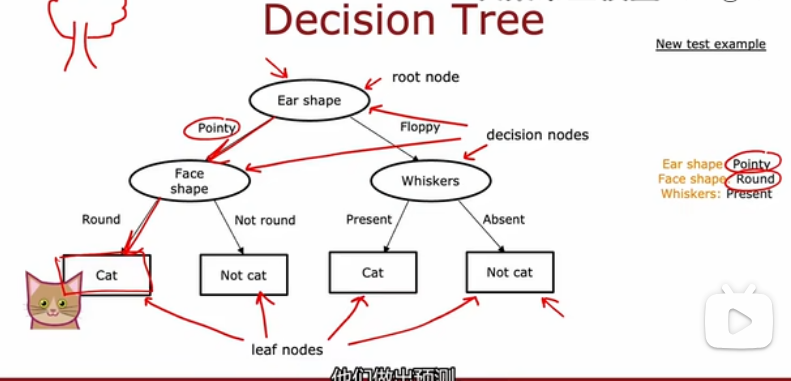 Decision Tree
New test example
root node
Ear shape
Pointy
Floppy
decision nodes
Ear shape: Pointy
Face shape: Round
Whiskers: Present
Face
shape
Whiskers
Round
Not round
Present
Absent
Cat
Not cat
Cat
Not cat
leaf nodes
他们做出预测